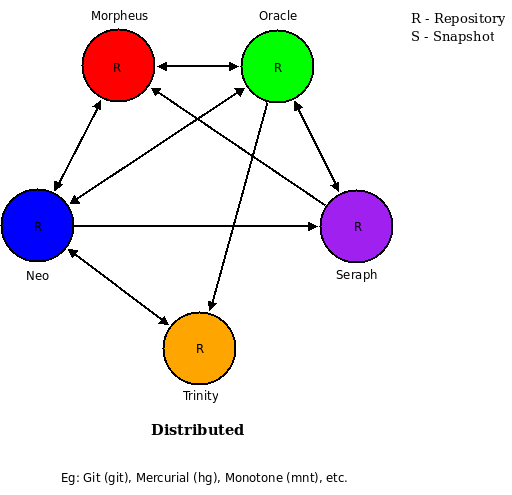 Morpheus
Oracle
R - Repository
S - Snapshot
R
R
R
R
Neo
Seraph
R
Trinity
Distributed
Eg: Git (git), Mercurial (hg), Monotone (mnt), etc.